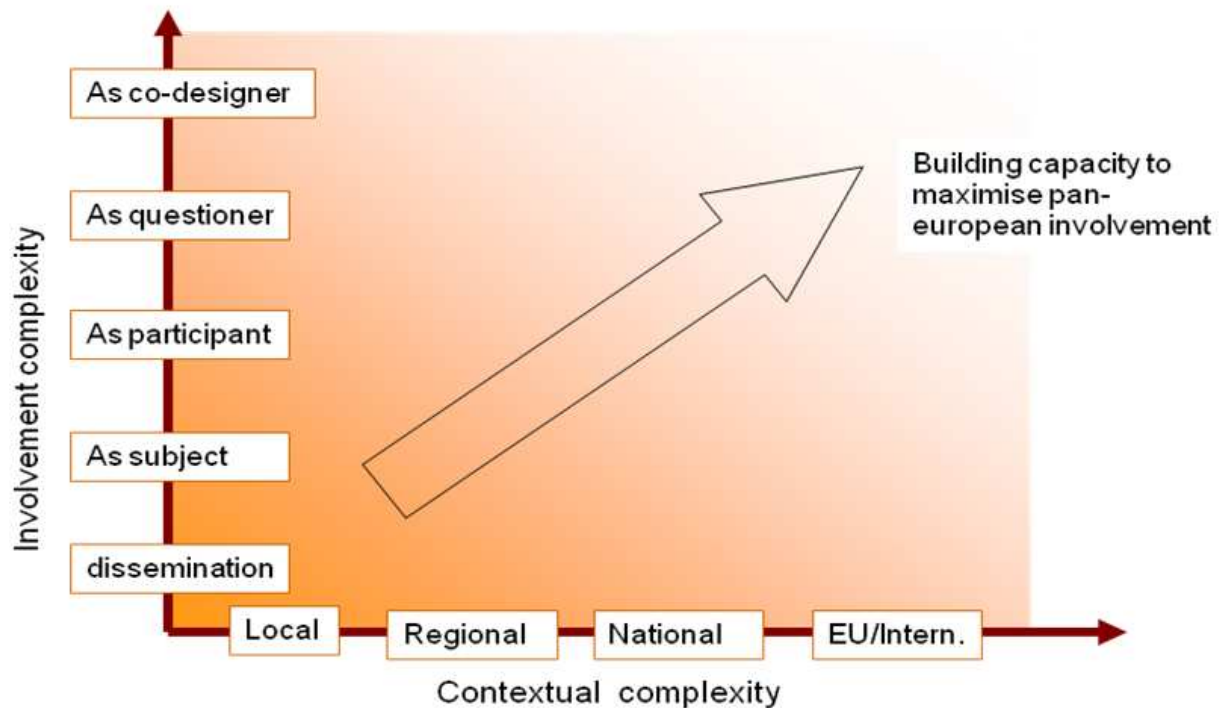 As co-designer
As questioner
As participant
As subject
dissemination
Involvement complexity
Building capacity to
maximise pan-
european involvement
Local
Regional
National
EU/Intern.
Contextual complexity